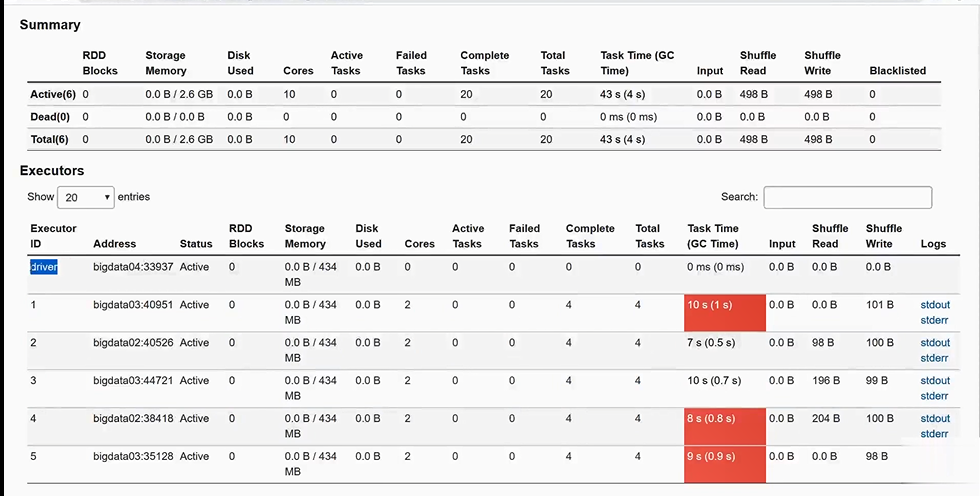 Summary
RDD Blocks Storage Memory Disk Used Cores Active Tasks Failed Tasks Complete Tasks Total Tasks Task Time (GC Time) Input Shuffle Read Shuffle Write Blacklisted
Active(6) 0 0.0 B / 2.6 GB 0.0 B 10 0 0 20 20 43 s (4 s) 0.0 B 498 B 498 B 0
Dead(0) 0 0.0 B / 0.0 B 0.0 B 0 0 0 0 0 0 ms (0 ms) 0.0 B 0.0 B 0.0 B 0
Total(6) 0 0.0 B / 2.6 GB 0.0 B 10 0 0 20 20 43 s (4 s) 0.0 B 498 B 498 B 0
Executors
Show 20 entries Search:
Executor ID Address Status RDD Blocks Storage Memory Disk Used Cores Active Tasks Failed Tasks Complete Tasks Total Tasks Task Time (GC Time) Input Shuffle Read Shuffle Write Logs
driver bigdata04:33937 Active 0 0.0 B / 434 MB 0.0 B 0 0 0 0 0 0 ms (0 ms) 0.0 B 0.0 B 0.0 B
1 bigdata03:40951 Active 0 0.0 B / 434 MB 0.0 B 2 0 0 4 4 10 s (1 s) 0.0 B 0.0 B 101 B stdout stderr
2 bigdata02:40526 Active 0 0.0 B / 434 MB 0.0 B 2 0 0 4 4 7 s (0.5 s) 0.0 B 98 B 100 B stdout stderr
3 bigdata03:44721 Active 0 0.0 B / 434 MB 0.0 B 2 0 0 4 4 10 s (0.7 s) 0.0 B 196 B 99 B stdout stderr
4 bigdata02:38418 Active 0 0.0 B / 434 MB 0.0 B 2 0 0 4 4 8 s (0.8 s) 0.0 B 204 B 100 B stdout stderr
5 bigdata03:35128 Active 0 0.0 B / 434 MB 0.0 B 2 0 0 4 4 9 s (0.9 s) 0.0 B 0.0 B 98 B